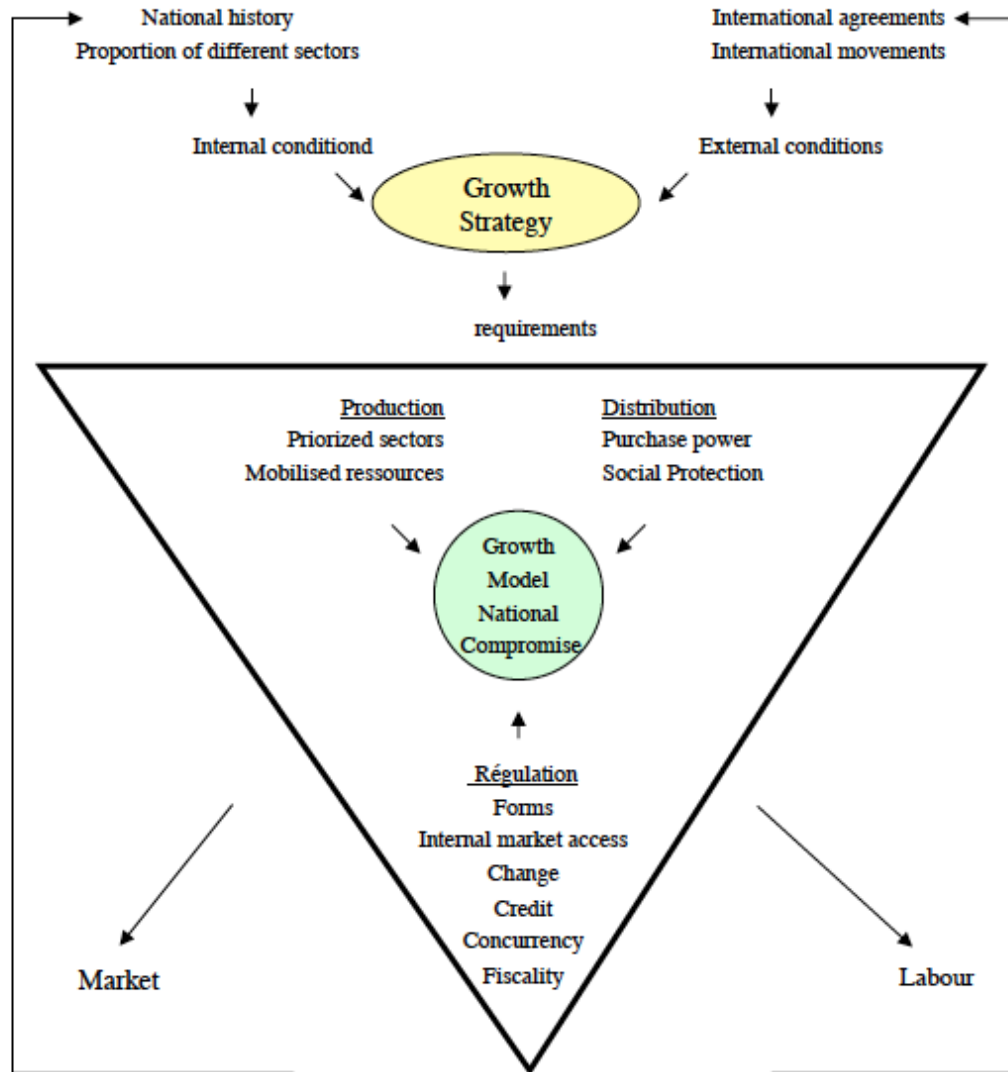 National history
Proportion of different sectors
International agreements
International movements
Internal conditiond
External conditions
Growth
Strategy
requirements
Production
Priorized sectors
Mobilised ressources
Distribution
Purchase power
Social Protection
Growth
Model
National
Compromise
Régulation
Forms
Internal market access
Change
Credit
Concurrency
Fiscality
Market
Labour